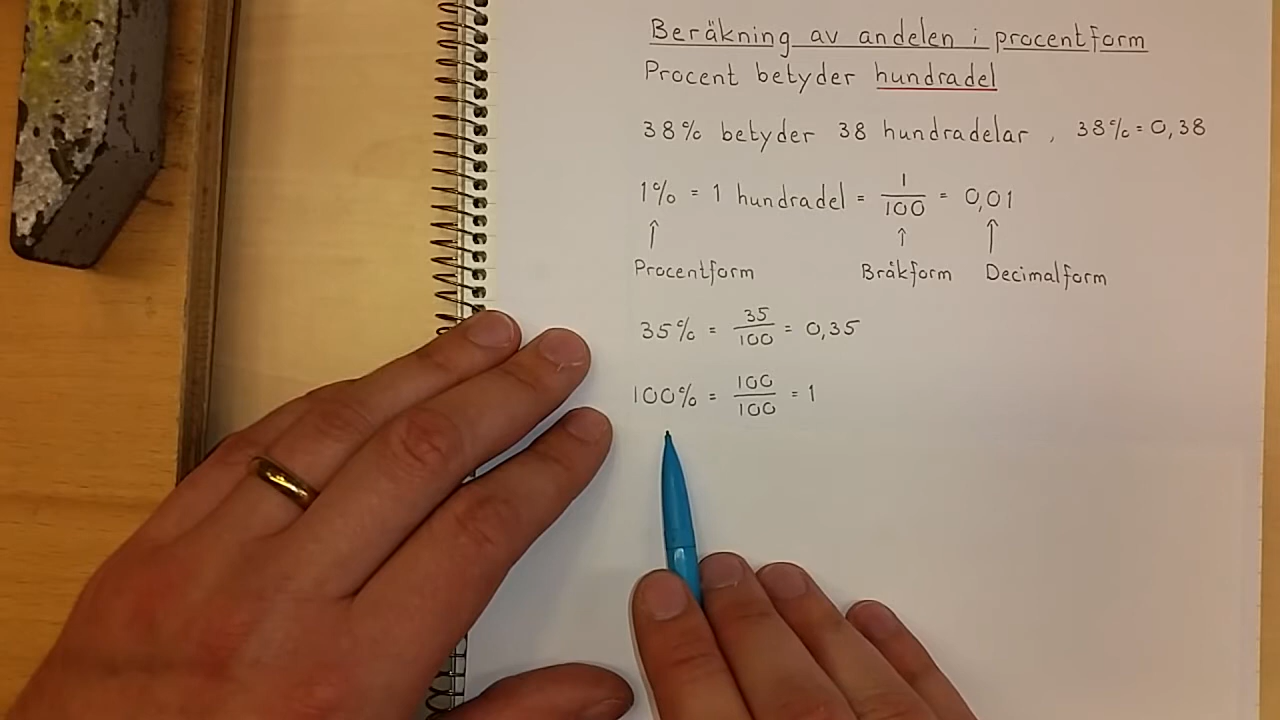 Beräkning av andelen i procentform
Procent betyder hundradel
38% betyder 38 hundradelar , 38% = 0,38
1% = 1 hundradel = 1/100 = 0,01
↑ ↑ ↑
Procentform Bråkform Decimalform
35% = 35/100 = 0,35
100% = 100/100 = 1